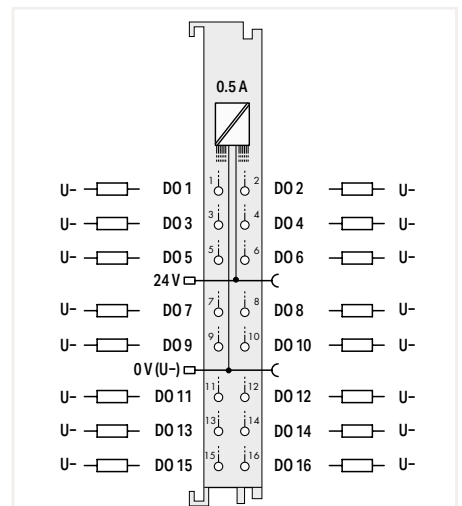 0.5 A
U- DO 1 1 2 DO 2 U-
U- DO 3 3 4 DO 4 U-
U- DO 5 5 6 DO 6 U-
24 V
U- DO 7 7 8 DO 8 U-
U- DO 9 9 10 DO 10 U-
0 V (U-)
U- DO 11 11 12 DO 12 U-
U- DO 13 13 14 DO 14 U-
U- DO 15 15 16 DO 16 U-